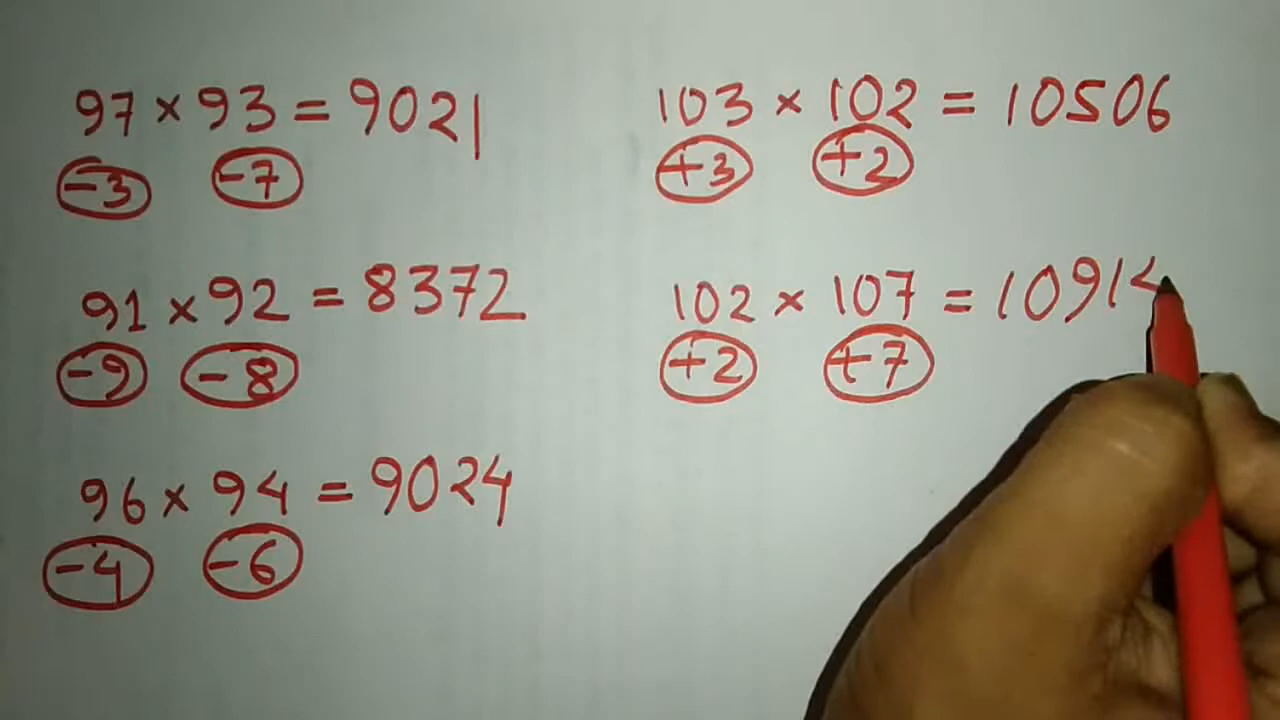 97 × 93 = 9021
-3 -7
91 × 92 = 8372
-9 -8
96 × 94 = 9024
-4 -6
103 × 102 = 10506
+3 +2
102 × 107 = 10914
+2 +7